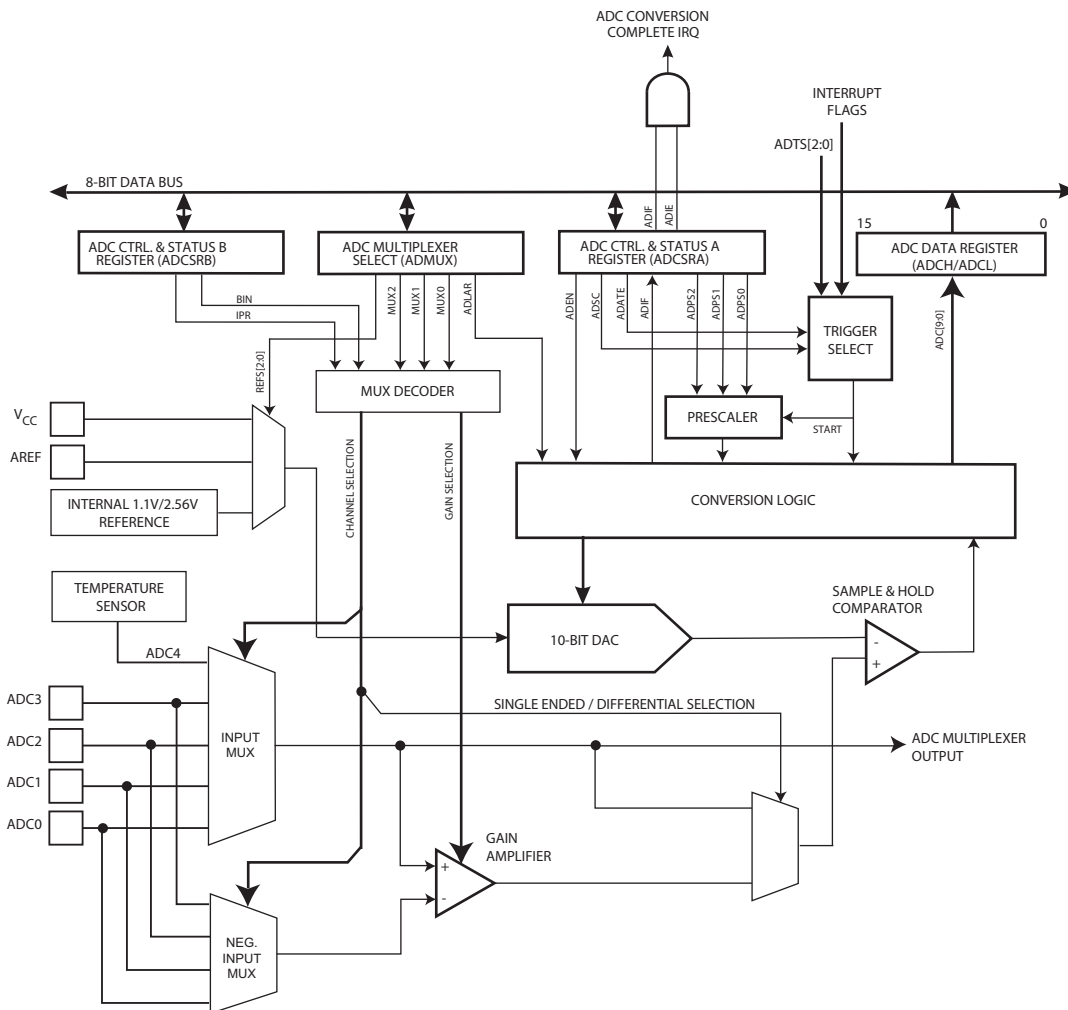 ADC CONVERSION
COMPLETE IRQ
INTERRUPT
FLAGS
ADTS[2:0]
8-BIT DATA BUS
ADIF
ADIE
15
0
ADC CTRL. & STATUS B
REGISTER (ADCSRB)
ADC MULTIPLEXER
SELECT (ADMUX)
ADC CTRL. & STATUS A
REGISTER (ADCSRA)
ADC DATA REGISTER
(ADCH/ADCL)
BIN
IPR
REFS[2:0]
MUX2
MUX1
MUX0
ADLAR
ADEN
ADSC
ADATE
ADIF
ADPS2
ADPS1
ADPS0
TRIGGER
SELECT
ADC[9:0]
MUX DECODER
PRESCALER
START
VCC
AREF
INTERNAL 1.1V/2.56V
REFERENCE
CHANNEL SELECTION
GAIN SELECTION
CONVERSION LOGIC
TEMPERATURE
SENSOR
10-BIT DAC
SAMPLE & HOLD
COMPARATOR
-
+
ADC4
ADC3
ADC2
ADC1
ADC0
INPUT
MUX
SINGLE ENDED / DIFFERENTIAL SELECTION
ADC MULTIPLEXER
OUTPUT
GAIN
AMPLIFIER
+
-
NEG.
INPUT
MUX